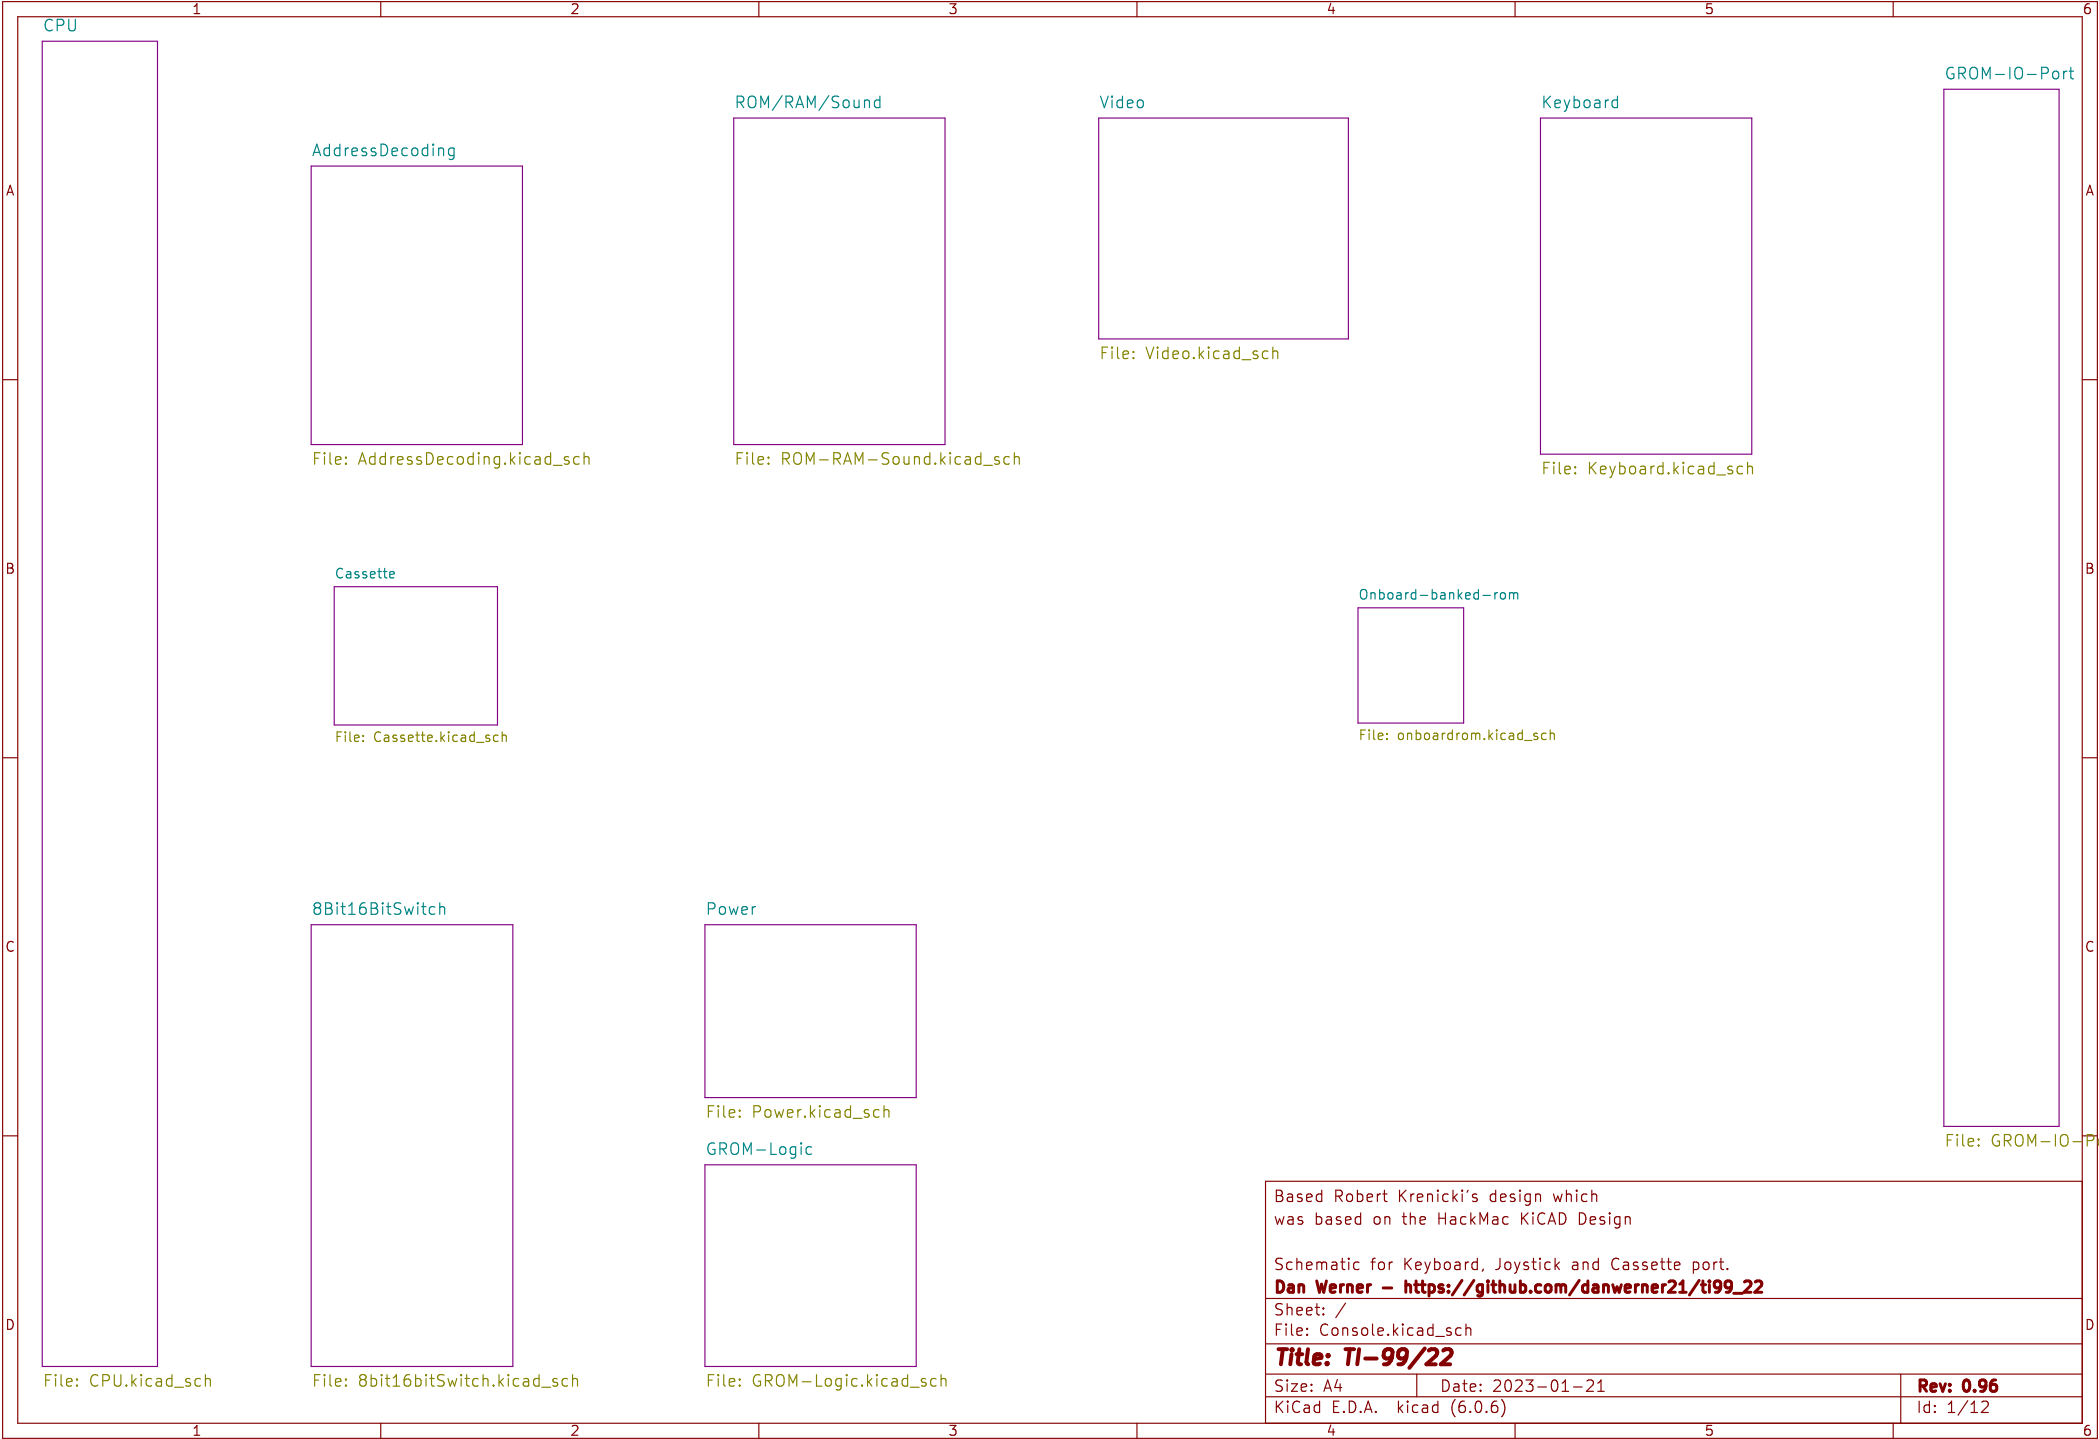 1 2 3 4 5 6
CPU
GROM-IO-Port
ROM/RAM/Sound
Video
Keyboard
AddressDecoding
A A
File: Video.kicad_sch
File: AddressDecoding.kicad_sch
File: ROM-RAM-Sound.kicad_sch
File: Keyboard.kicad_sch
B B
Cassette
Onboard-banked-rom
File: Cassette.kicad_sch
File: onboardrom.kicad_sch
8Bit16BitSwitch
Power
C C
File: Power.kicad_sch
File: GROM-IO-P
GROM-Logic
Based Robert Krenicki's design which
was based on the HackMac KiCAD Design
Schematic for Keyboard, Joystick and Cassette port.
Dan Werner - https://github.com/danwerner21/ti99_22
Sheet: /
D D
File: Console.kicad_sch
Title: TI-99/22
File: CPU.kicad_sch
File: 8bit16bitSwitch.kicad_sch
File: GROM-Logic.kicad_sch
Size: A4 Date: 2023-01-21 Rev: 0.96
KiCad E.D.A. kicad (6.0.6) Id: 1/12
1 2 3 4 5 6